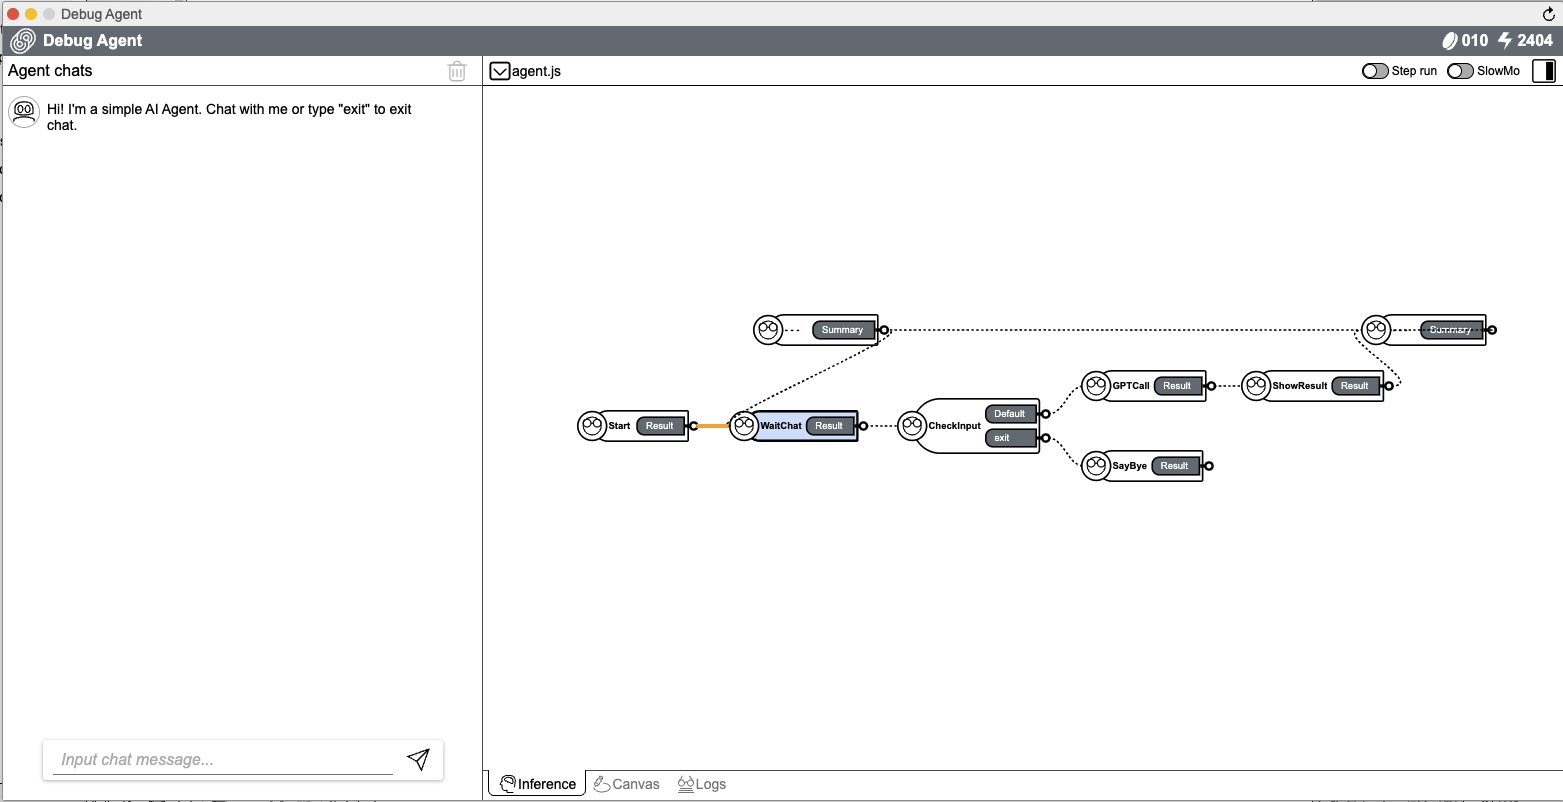 Debug Agent
Debug Agent
010 2404
Agent chats
agent.js
Step run
SlowMo
Hi! I'm a simple AI Agent. Chat with me or type "exit" to exit
chat.
Summary
Summary
GPTCall Result
ShowResult Result
Start Result
WaitChat Result
CheckInput
Default
exit
SayBye Result
Input chat message...
Inference
Canvas
Logs